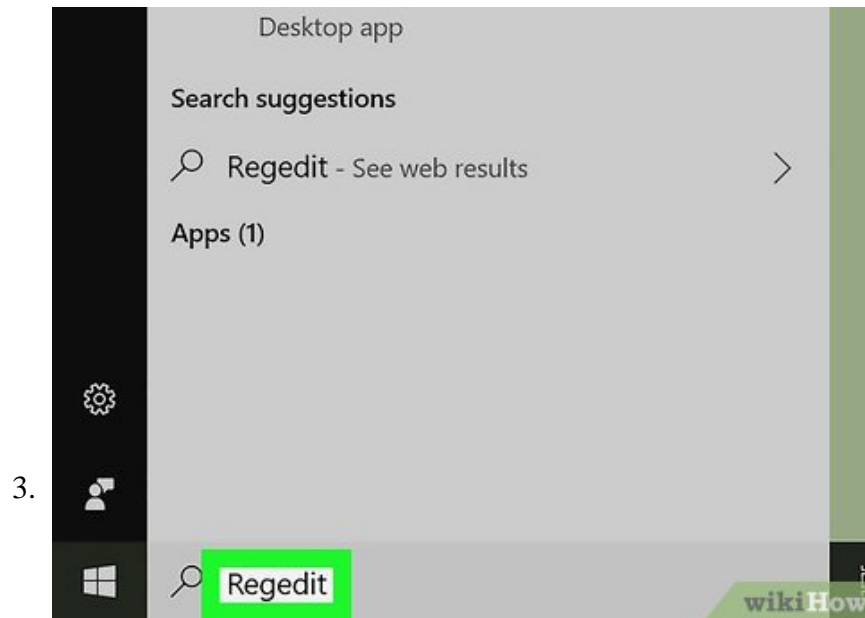 Desktop app
Search suggestions
Regedit - See web results
Apps (1)
3.
Regedit
wikiHow